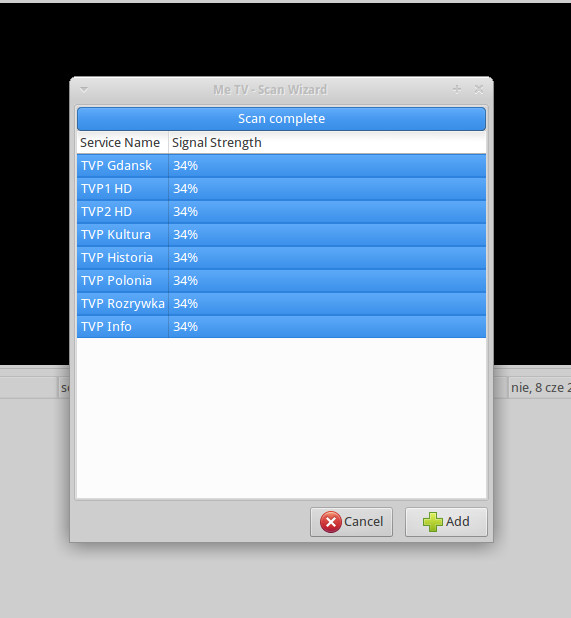 Me TV - Scan Wizard
Scan complete
Service Name Signal Strength
TVP Gdansk 34%
TVP1 HD 34%
TVP2 HD 34%
TVP Kultura 34%
TVP Historia 34%
TVP Polonia 34%
TVP Rozrywka 34%
TVP Info 34%
nie, 8 cze
Cancel Add